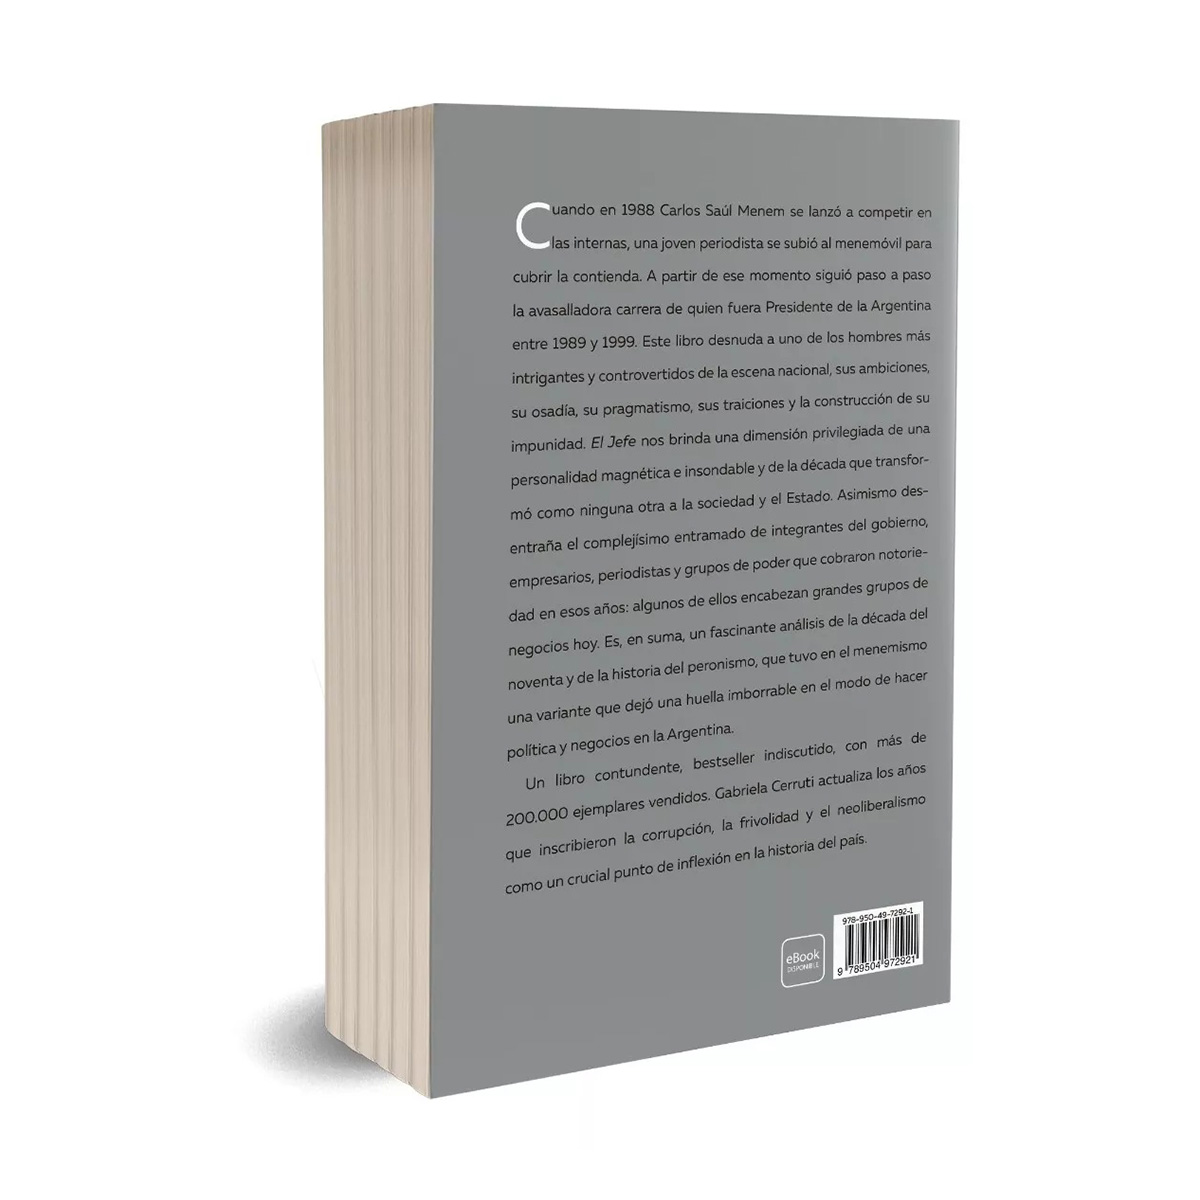 Cuando en 1988 Carlos Saúl Menem se lanzó a competir en
las internas, una joven periodista se subió al menemóvil para
cubrir la contienda. A partir de ese momento siguió paso a paso
la avasalladora carrera de quien fuera Presidente de la Argentina
entre 1989 y 1999. Este libro desnuda a uno de los hombres más
intrigantes y controvertidos de la escena nacional, sus ambiciones,
su osadía, su pragmatismo, sus traiciones y la construcción de su
impunidad. El Jefe nos brinda una dimensión privilegiada de una
personalidad magnética e insondable y de la década que transfor-
mó como ninguna otra a la sociedad y el Estado. Asimismo des-
entraña el complejísimo entramado de integrantes del gobierno,
empresarios, periodistas y grupos de poder que cobraron notorie-
dad en esos años: algunos de ellos encabezan grandes grupos de
negocios hoy. Es, en suma, un fascinante análisis de la década del
noventa y de la historia del peronismo, que tuvo en el menemismo
una variante que dejó una huella imborrable en el modo de hacer
política y negocios en la Argentina.
Un libro contundente, bestseller indiscutido, con más de
200.000 ejemplares vendidos. Gabriela Cerruti actualiza los años
que inscribieron la corrupción, la frivolidad y el neoliberalismo
como un crucial punto de inflexión en la historia del país.
eBook
DISPONIBLE
978-950-49-7292-1
9 789504 972921